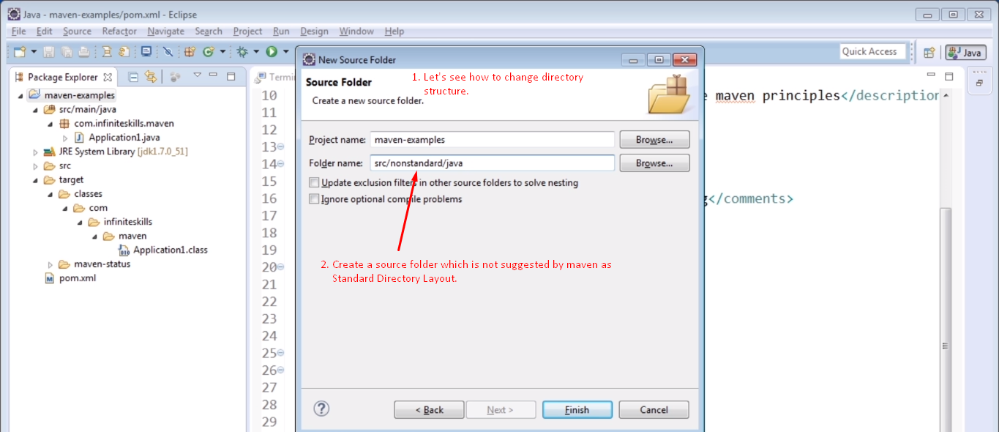 Java - maven-examples/pom.xml - Eclipse
File Edit Source Refactor Navigate Search Project Run Design Window Help
Quick Access
Java
Package Explorer
maven-examples
src/main/java
com.infiniteskills.maven
Application1.java
JRE System Library [jdk1.7.0_51]
src
target
classes
com
infiniteskills
maven
Application1.class
maven-status
pom.xml
10
11
12
13
14
15
16
17
18
19
20
21
22
23
24
25
26
27
28
29
maven principles</description
</comments>
New Source Folder
Source Folder
Create a new source folder.
1. Let's see how to change directory
structure.
Project name: maven-examples Browse...
Folder name: src/nonstandard/java Browse...
Update exclusion filters in other source folders to solve nesting
Ignore optional compile problems
2. Create a source folder which is not suggested by maven as
Standard Directory Layout.
? < Back Next > Finish Cancel